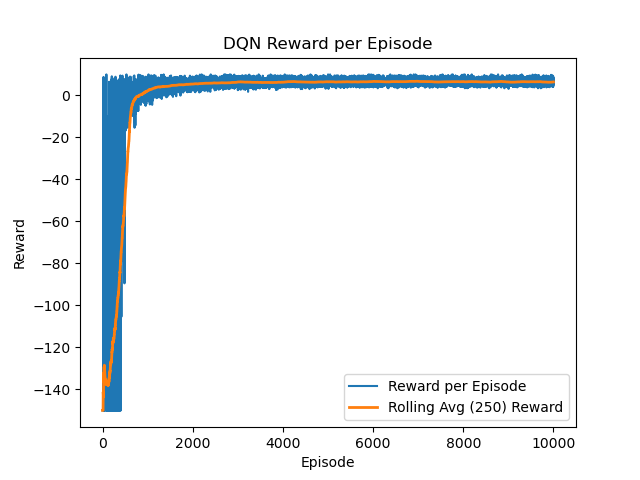 DQN Reward per Episode
Reward
0
−20
−40
−60
−80
−100
−120
−140
Reward per Episode
Rolling Avg (250) Reward
0 2000 4000 6000 8000 10000
Episode